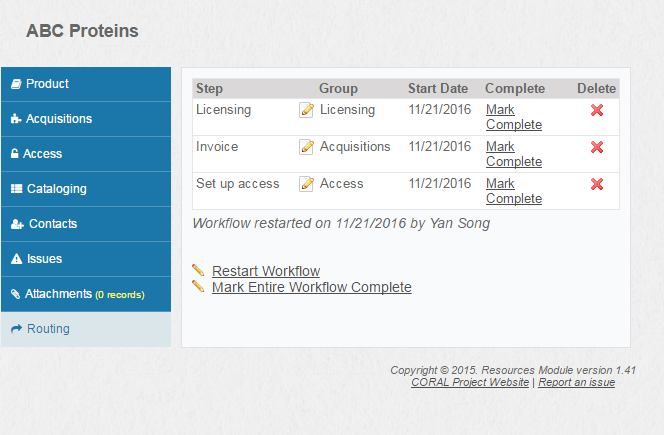 ABC Proteins
Product
Acquisitions
Access
Cataloging
Contacts
Issues
Attachments (0 records)
Routing
Step Group Start Date Complete Delete
Licensing Licensing 11/21/2016 Mark
Complete
Invoice Acquisitions 11/21/2016 Mark
Complete
Set up access Access 11/21/2016 Mark
Complete
Workflow restarted on 11/21/2016 by Yan Song
Restart Workflow
Mark Entire Workflow Complete
Copyright © 2015. Resources Module version 1.41
CORAL Project Website | Report an issue